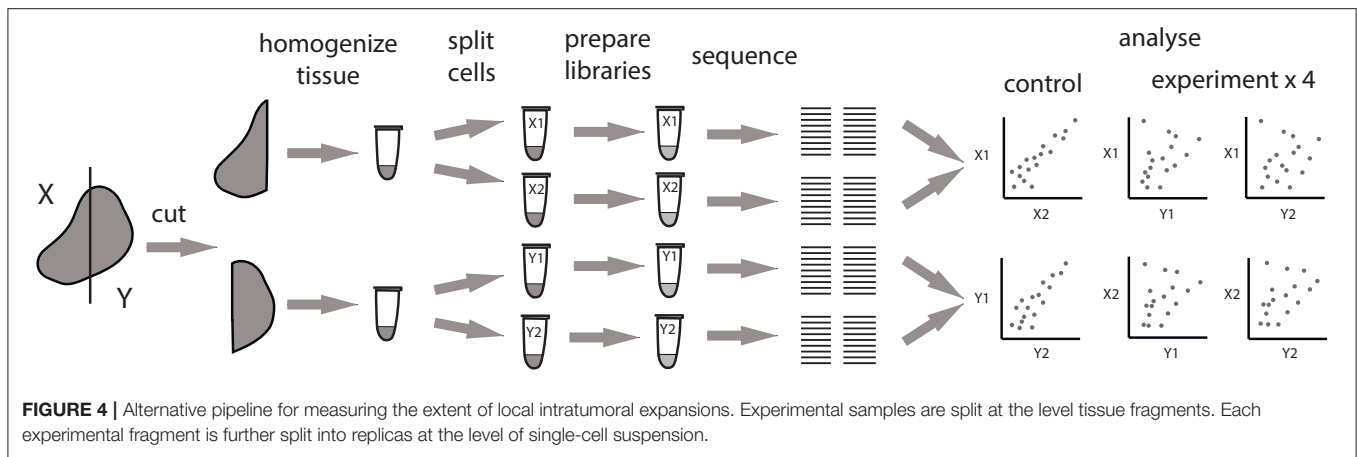 homogenize
tissue
split
cells
prepare
libraries
sequence
analyse
control
experiment x 4
X
Y
cut
X1
X1
X2
X2
Y1
Y1
Y2
Y2
X1
X2
X1
Y1
X1
Y2
Y1
Y2
X2
Y1
X2
Y2
FIGURE 4 | Alternative pipeline for measuring the extent of local intratumoral expansions. Experimental samples are split at the level tissue fragments. Each
experimental fragment is further split into replicas at the level of single-cell suspension.